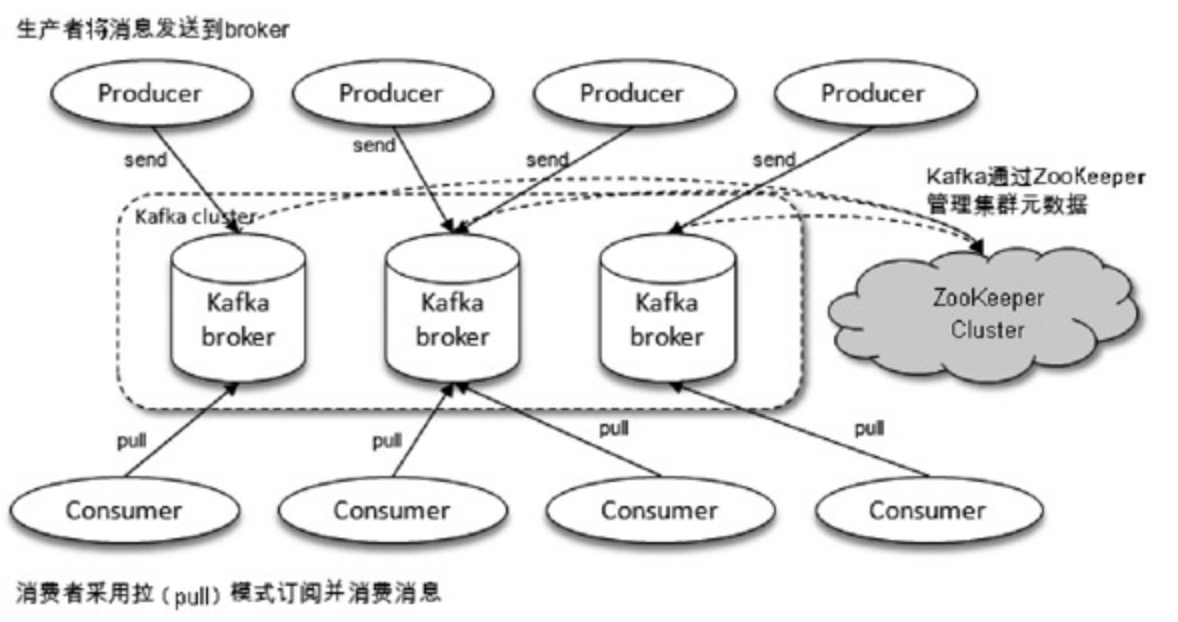 生产者将消息发送到broker
Producer
Producer
Producer
Producer
send
send
send
send
Kafka通过ZooKeeper
管理集群元数据
Kafka cluster
Kafka
broker
Kafka
broker
Kafka
broker
ZooKeeper
Cluster
pull
pull
pull
pull
Consumer
Consumer
Consumer
Consumer
消费者采用拉（pull）模式订阅并消费消息